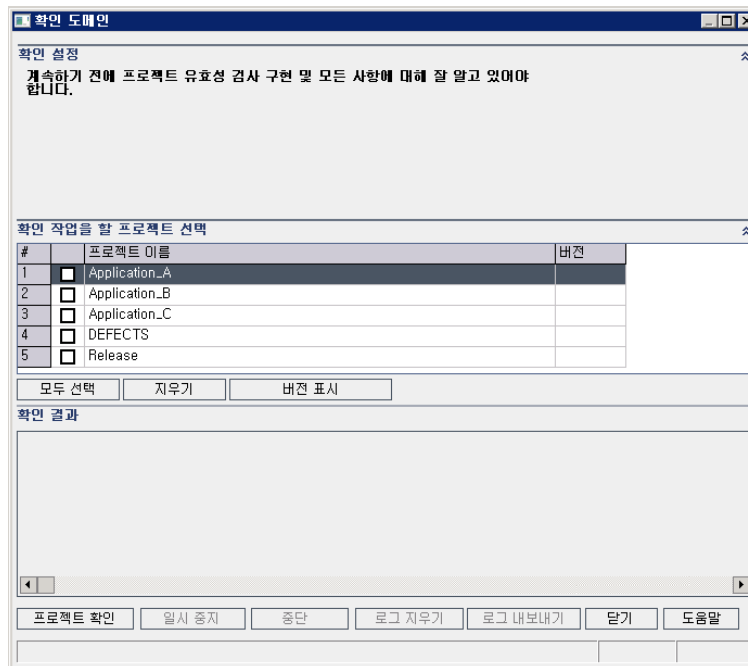 확인 도메인
확인 설정
계속하기 전에 프로젝트 유효성 검사 구현 및 모든 사항에 대해 잘 알고 있어야
합니다.
확인 작업을 할 프로젝트 선택
# 프로젝트 이름 버전
1 Application_A
2 Application_B
3 Application_C
4 DEFECTS
5 Release
모두 선택 지우기 버전 표시
확인 결과
프로젝트 확인 일시 중지 중단 로그 지우기 로그 내보내기 닫기 도움말